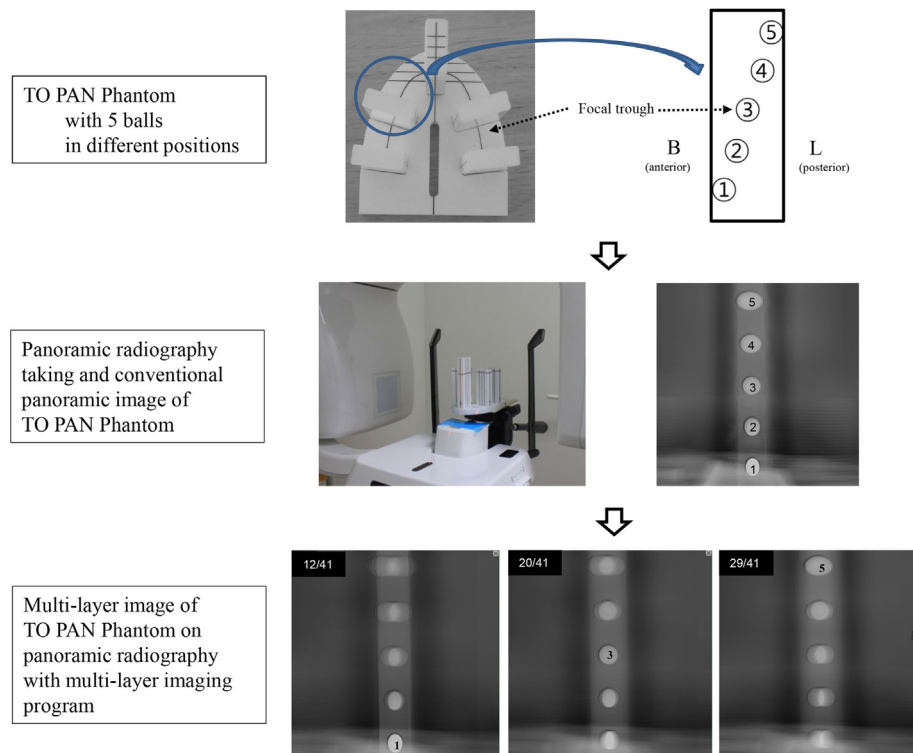 TO PAN Phantom
with 5 balls
in different positions
Focal trough
B
(anterior)
L
(posterior)
⑤
④
③
②
①
Panoramic radiography
taking and conventional
panoramic image of
TO PAN Phantom
5
4
3
2
1
Multi-layer image of
TO PAN Phantom on
panoramic radiography
with multi-layer imaging
program
12/41
1
20/41
3
29/41
5